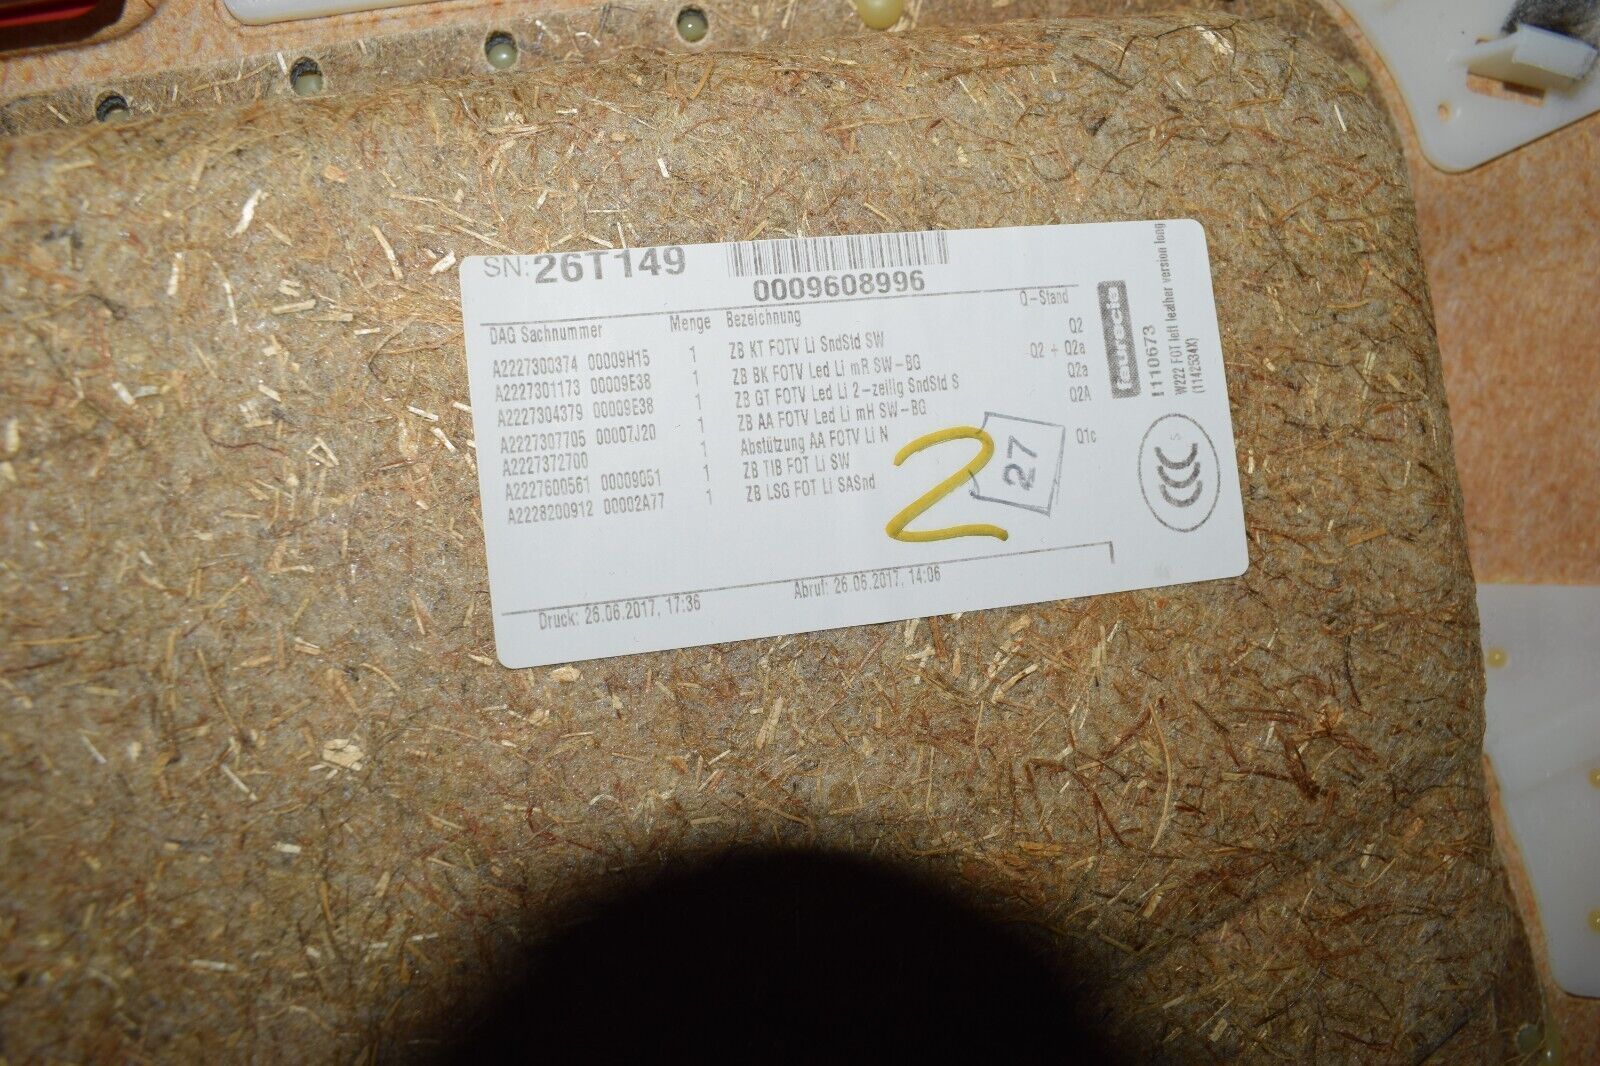 SN: 26T149
0009608996
DAG Sachnummer Menge Bezeichnung Q-Stand
A2227300374 00009H15 1 ZB KT FOTV Li SndStd SW Q2
A2227301173 00009E38 1 ZB BK FOTV Led Li mR SW-BG Q2 + Q2a
A2227304379 00009E38 1 ZB GT FOTV Led Li 2-zeilig SndStd S Q2a
A2227307705 00007J20 1 ZB AA FOTV Led Li mH SW-BG Q2A
A2227372700 1 Abstützung AA FOTV Li N
A2227600561 00009051 1 ZB TIB FOT Li SW Q1c
A2228200912 00002A77 1 ZB LSG FOT Li SASnd
2
27
Druck: 26.06.2017, 17:36 Abruf: 26.06.2017, 14:06
faurecia
11110673
W222 FOT left leather version long
(1142534X)
CCC
S